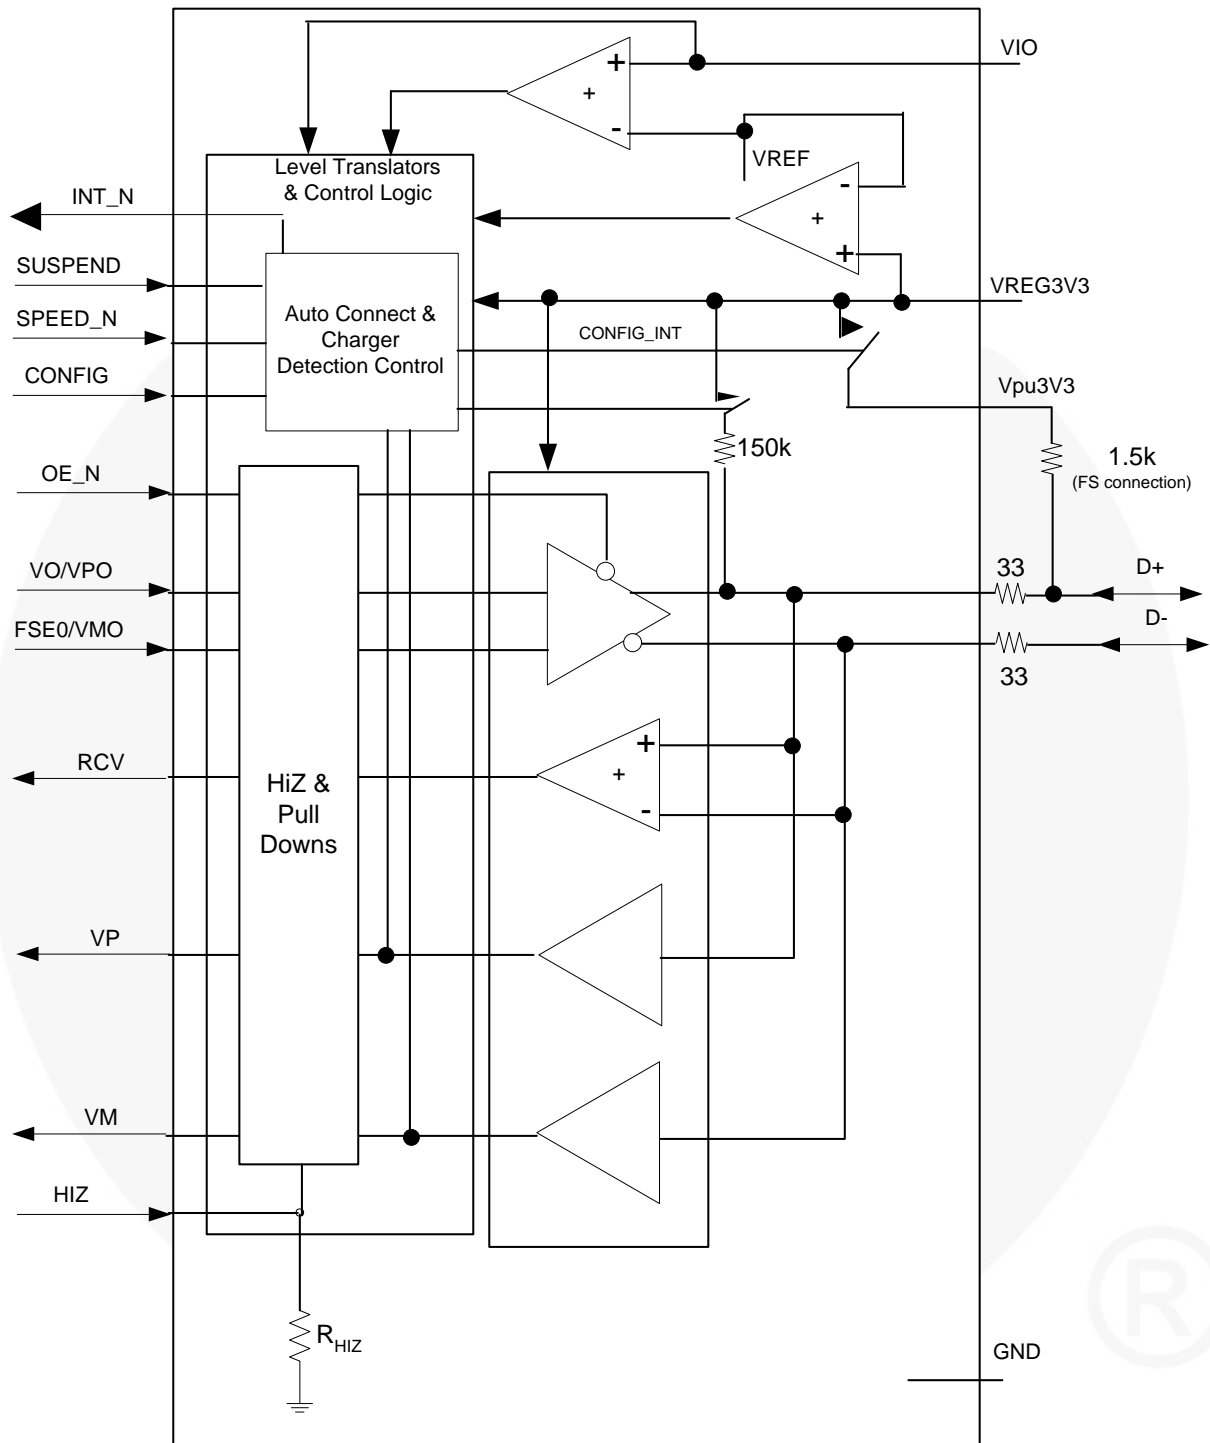 VIO
+
+
-
VREF
Level Translators
& Control Logic
-
+
+
INT_N
SUSPEND
VREG3V3
SPEED_N
Auto Connect &
Charger
Detection Control
CONFIG_INT
CONFIG
Vpu3V3
150k
1.5k
(FS connection)
OE_N
VO/VPO
33
D+
FSE0/VMO
D-
33
RCV
+
+
-
HiZ &
Pull
Downs
VP
VM
HIZ
RHIZ
GND
®